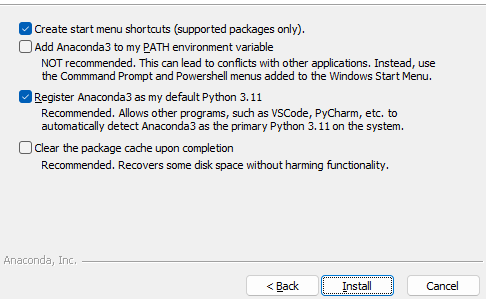 Create start menu shortcuts (supported packages only).
Add Anaconda3 to my PATH environment variable
NOT recommended. This can lead to conflicts with other applications. Instead, use
the Commmand Prompt and Powershell menus added to the Windows Start Menu.
Register Anaconda3 as my default Python 3.11
Recommended. Allows other programs, such as VSCode, PyCharm, etc. to
automatically detect Anaconda3 as the primary Python 3.11 on the system.
Clear the package cache upon completion
Recommended. Recovers some disk space without harming functionality.
Anaconda, Inc.
< Back Install Cancel